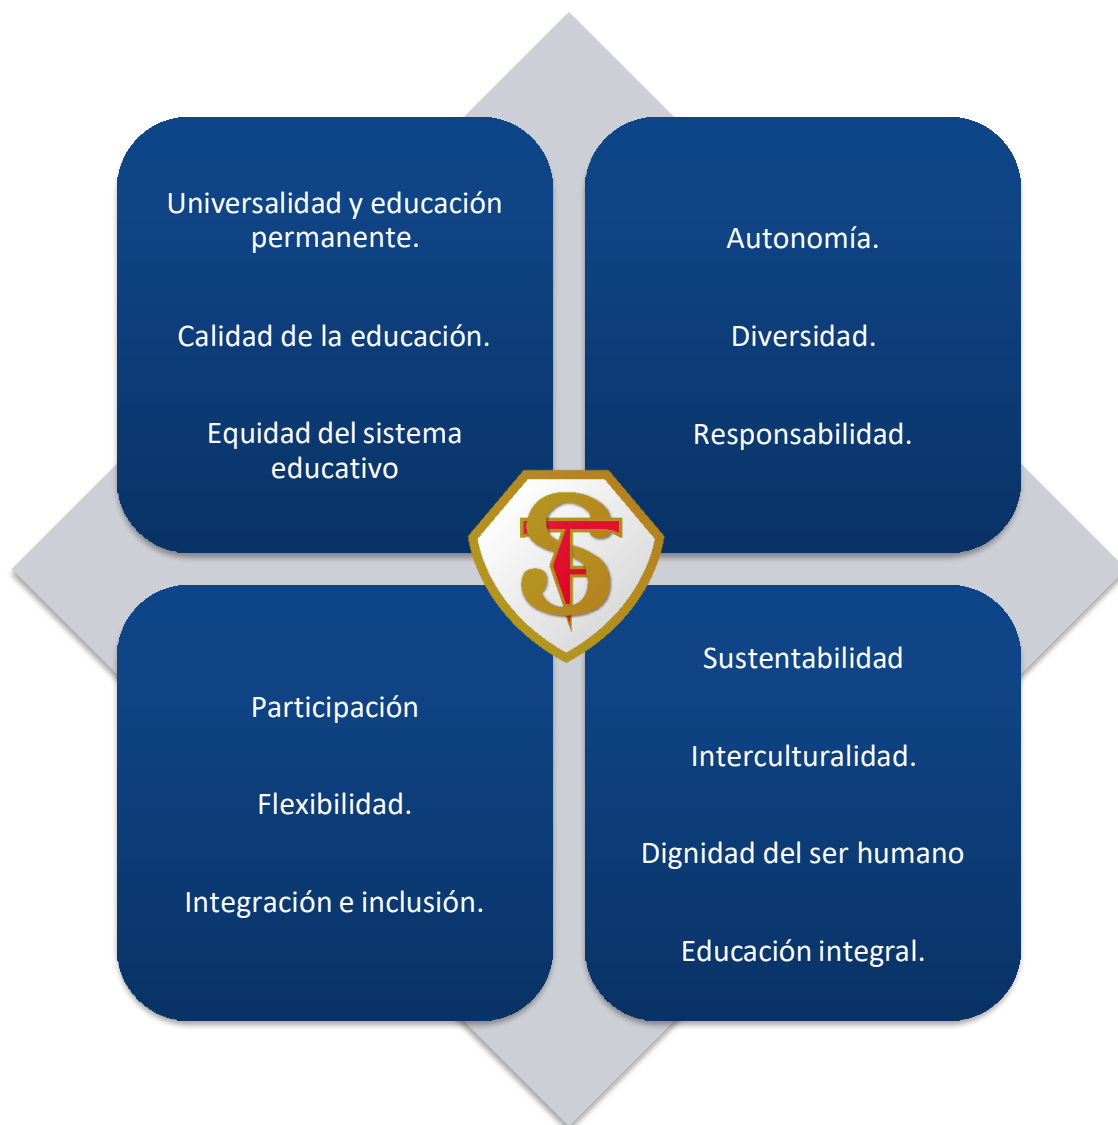 Universalidad y educación
permanente.
Calidad de la educación.
Equidad del sistema
educativo
Autonomía.
Diversidad.
Responsabilidad.
Participación
Flexibilidad.
Integración e inclusión.
Sustentabilidad
Interculturalidad.
Dignidad del ser humano
Educación integral.